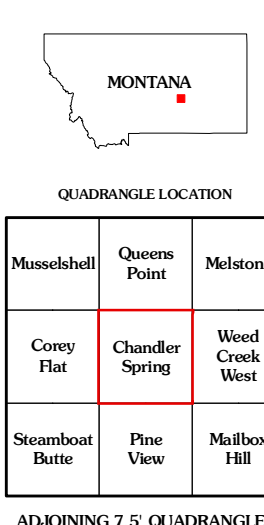 MONTANA
QUADRANGLE LOCATION
Musselshell
Queens
Point
Melstone
Corey
Flat
Chandler
Spring
Weed
Creek
West
Steamboat
Butte
Pine
View
Mailbox
Hill
ADJOINING 7.5' QUADRANGLES